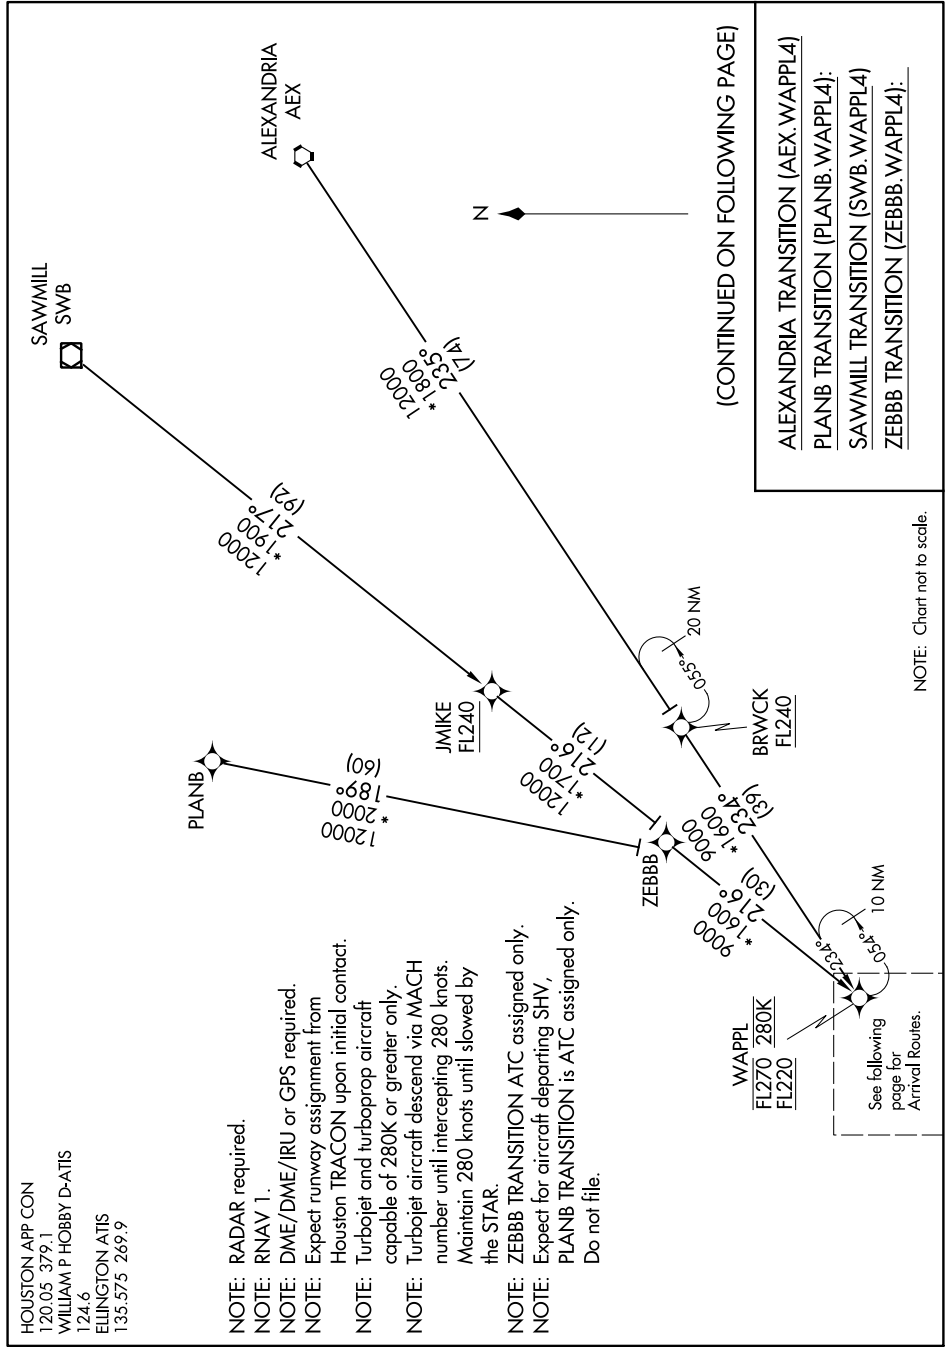 HOUSTON APP CON
120.05 379.1
WILLIAM P HOBBY D-ATIS
124.6
ELLINGTON ATIS
135.575 269.9
SAWMILL
SWB
ALEXANDRIA
AEX
N
12000
*1900
217°
(92)
12000
*1800
235°
(74)
PLANB
12000
*2000
189°
(60)
JMIKE
FL240
12000
*1700
216°
(12)
ZEBBB
9000
*1600
216°
(30)
BRWCK
FL240
055°
20 NM
9000
*1600
234°
(39)
WAPPL
FL270 280K
FL220
234°
054°
10 NM
See following
page for
Arrival Routes.
NOTE: RADAR required.
NOTE: RNAV 1.
NOTE: DME/DME/IRU or GPS required.
NOTE: Expect runway assignment from
Houston TRACON upon initial contact.
NOTE: Turbojet and turboprop aircraft
capable of 280K or greater only.
NOTE: Turbojet aircraft descend via MACH
number until intercepting 280 knots.
Maintain 280 knots until slowed by
the STAR.
NOTE: ZEBBB TRANSITION ATC assigned only.
NOTE: Expect for aircraft departing SHV,
PLANB TRANSITION is ATC assigned only.
Do not file.
(CONTINUED ON FOLLOWING PAGE)
ALEXANDRIA TRANSITION (AEX.WAPPL4)
PLANB TRANSITION (PLANB.WAPPL4):
SAWMILL TRANSITION (SWB.WAPPL4)
ZEBBB TRANSITION (ZEBBB.WAPPL4):
NOTE: Chart not to scale.